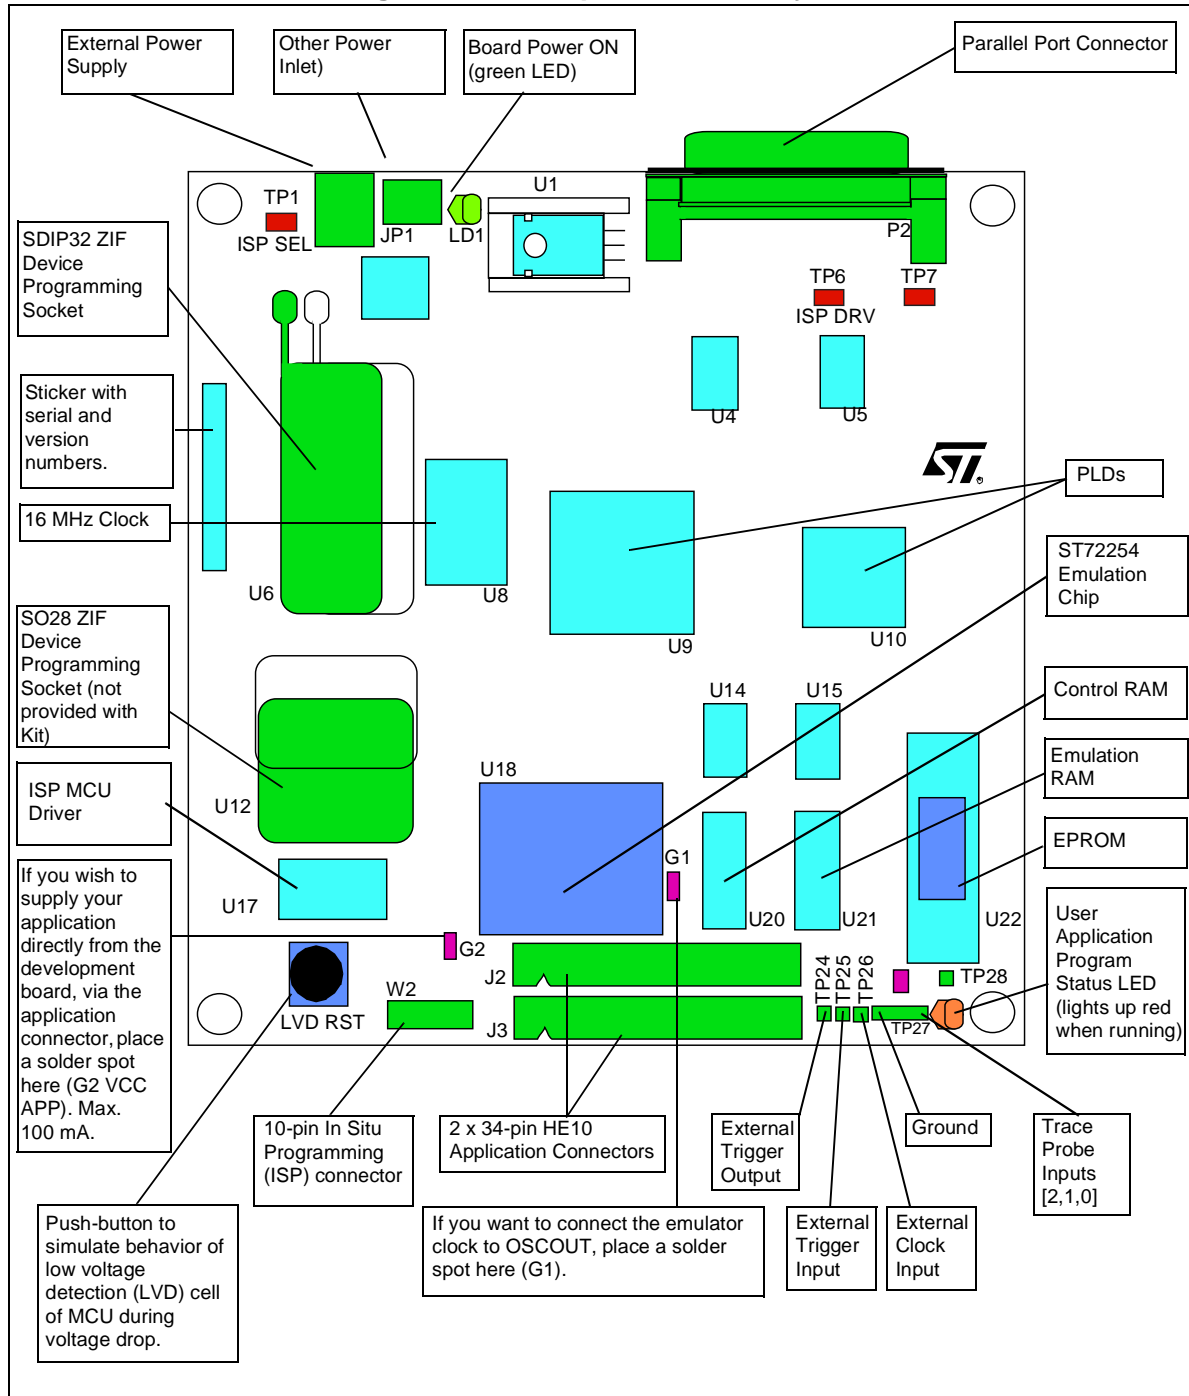 External Power
Supply
Other Power
Inlet)
Board Power ON
(green LED)
Parallel Port Connector
TP1
ISP SEL
JP1
LD1
U1
P2
TP6
ISP DRV
TP7
SDIP32 ZIF
Device
Programming
Socket
Sticker with
serial and
version
numbers.
16 MHz Clock
U4
U5
ST
PLDs
ST72254
Emulation
Chip
U6
U8
U9
U10
SO28 ZIF
Device
Programming
Socket (not
provided with
Kit)
U14
U15
Control RAM
Emulation
RAM
EPROM
ISP MCU
Driver
U12
U18
G1
U17
U20
U21
U22
If you wish to
supply your
application
directly from the
development
board, via the
application
connector, place
a solder spot
here (G2 VCC
APP). Max.
100 mA.
User
Application
Program
Status LED
(lights up red
when running)
G2
J2
TP24
TP25
TP26
TP28
LVD RST
W2
J3
TP27
10-pin In Situ
Programming
(ISP) connector
2 x 34-pin HE10
Application Connectors
External
Trigger
Output
Ground
Trace
Probe
Inputs
[2,1,0]
Push-button to
simulate behavior of
low voltage
detection (LVD) cell
of MCU during
voltage drop.
If you want to connect the emulator
clock to OSCOUT, place a solder
spot here (G1).
External
Trigger
Input
External
Clock
Input